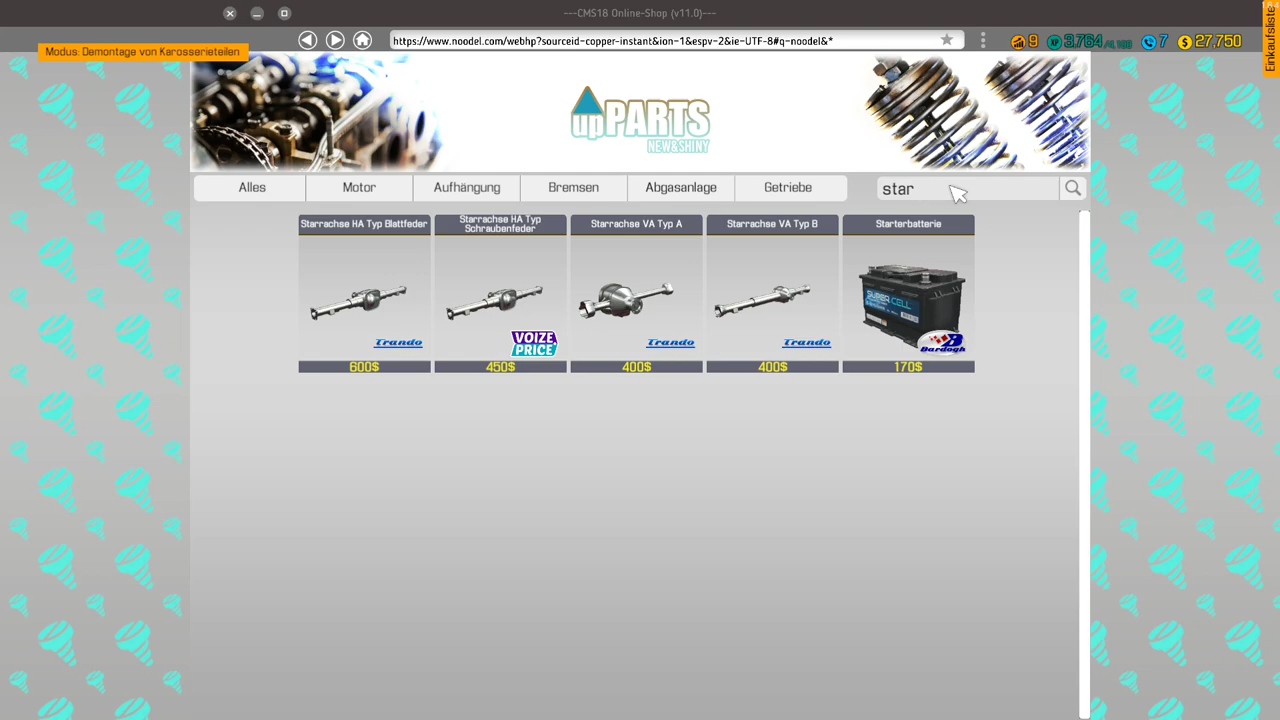 ---CMS18 Online-Shop (v11.0)---
Modus: Demontage von Karosserieteilen
https://www.noodel.com/webhp?sourceid-copper-instant&ion-1&espv-2&ie-UTF-8#q-noodel&*
9
3,764
7
27,750
Einkaufsliste
upPARTS
NEW&SHINY
Alles
Motor
Aufhängung
Bremsen
Abgasanlage
Getriebe
star
Starrachse HA Typ Blattfeder
Starrachse HA Typ
Schraubenfeder
Starrachse VA Typ A
Starrachse VA Typ B
Starterbatterie
Trando
VOIZE
PRICE
Trando
Trando
SUPER CELL
Bardogh
600$
450$
400$
400$
170$